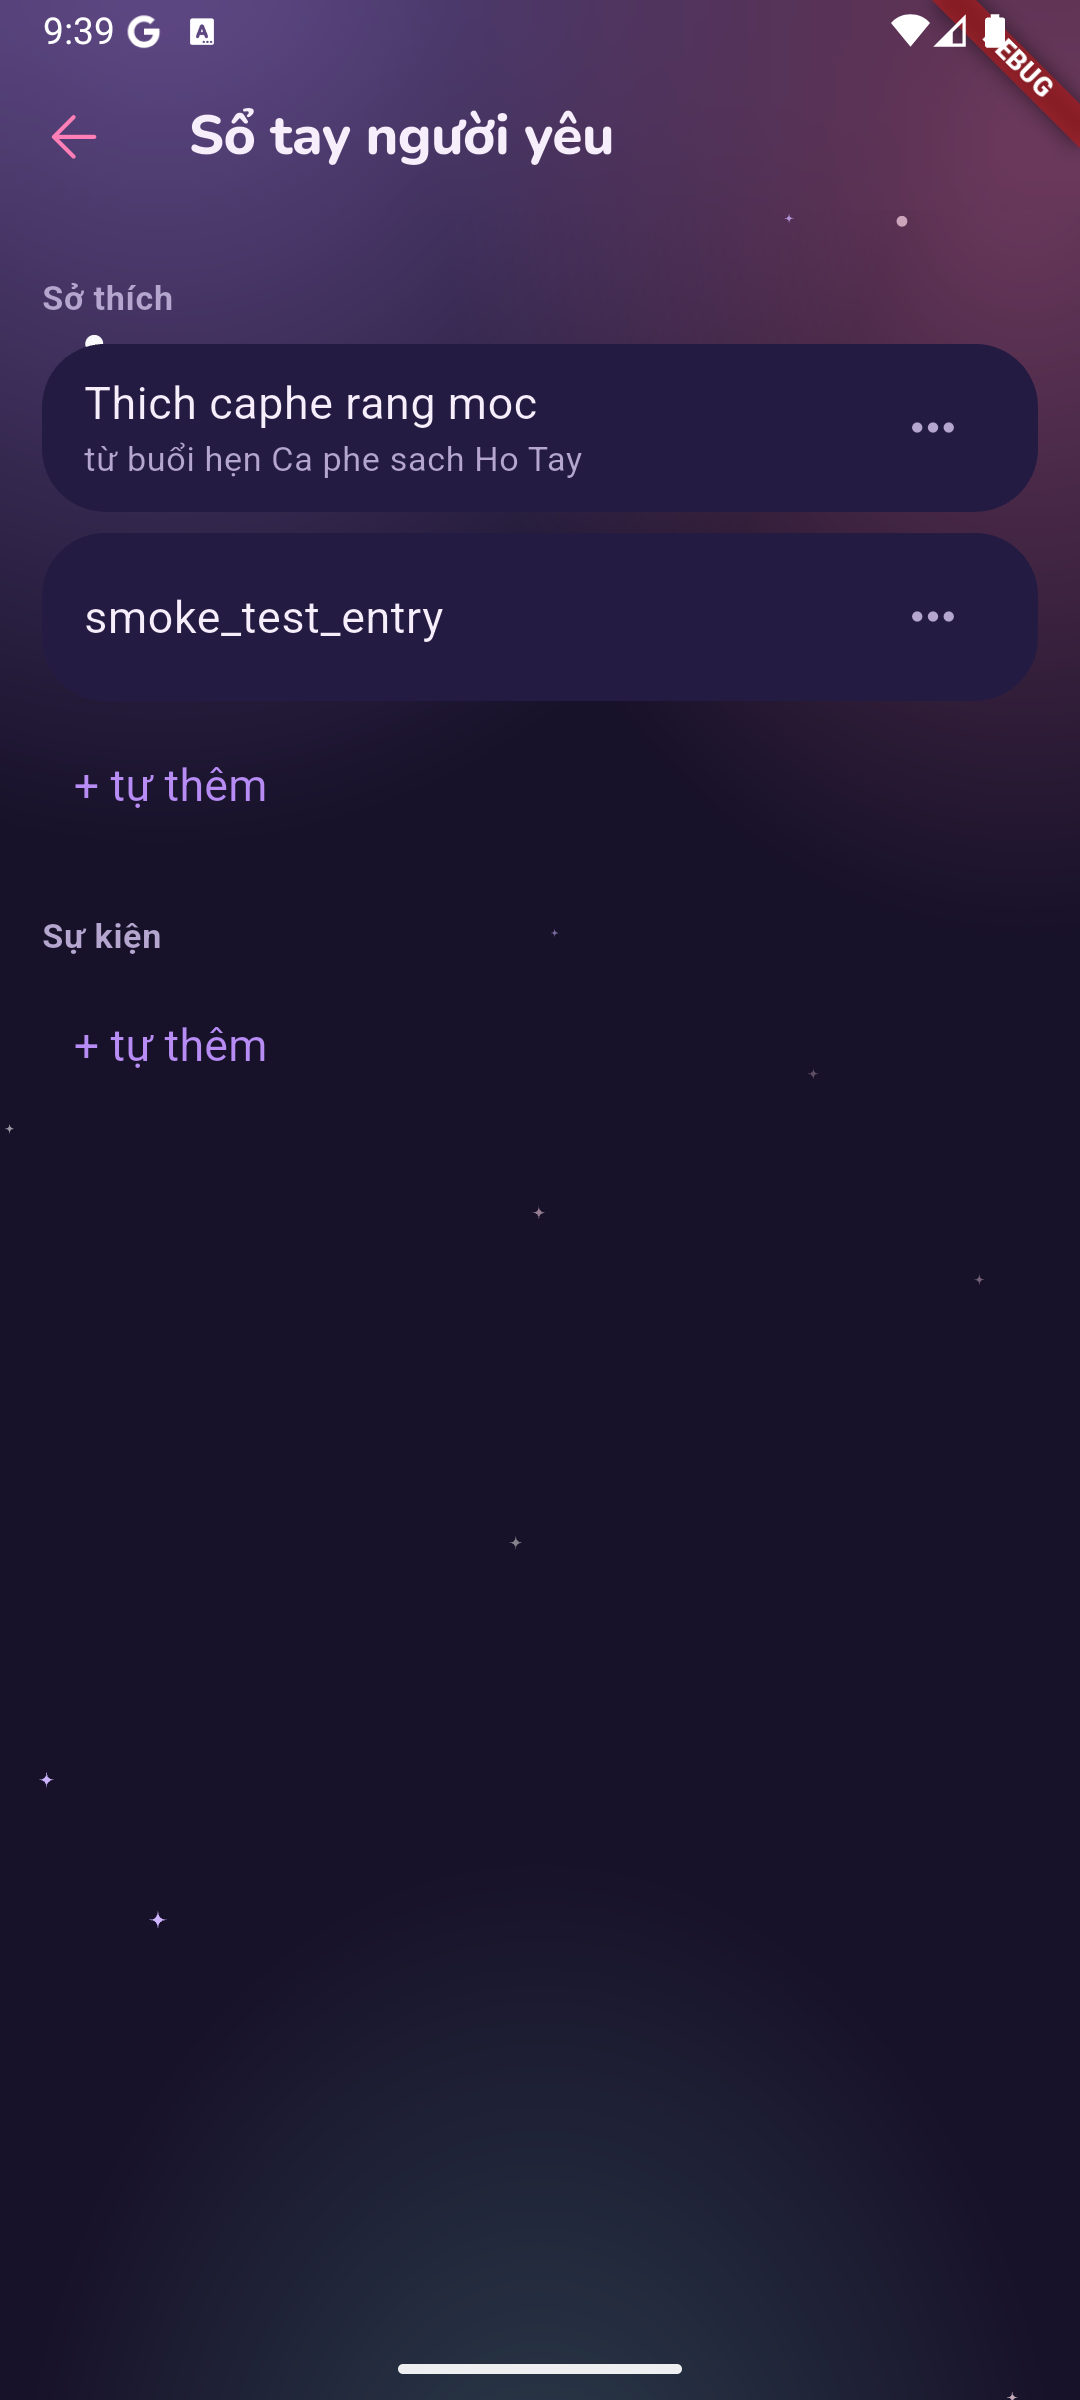 9:39
Sổ tay người yêu
Sở thích
Thich caphe rang moc
từ buổi hẹn Ca phe sach Ho Tay
smoke_test_entry
+ tự thêm
Sự kiện
+ tự thêm